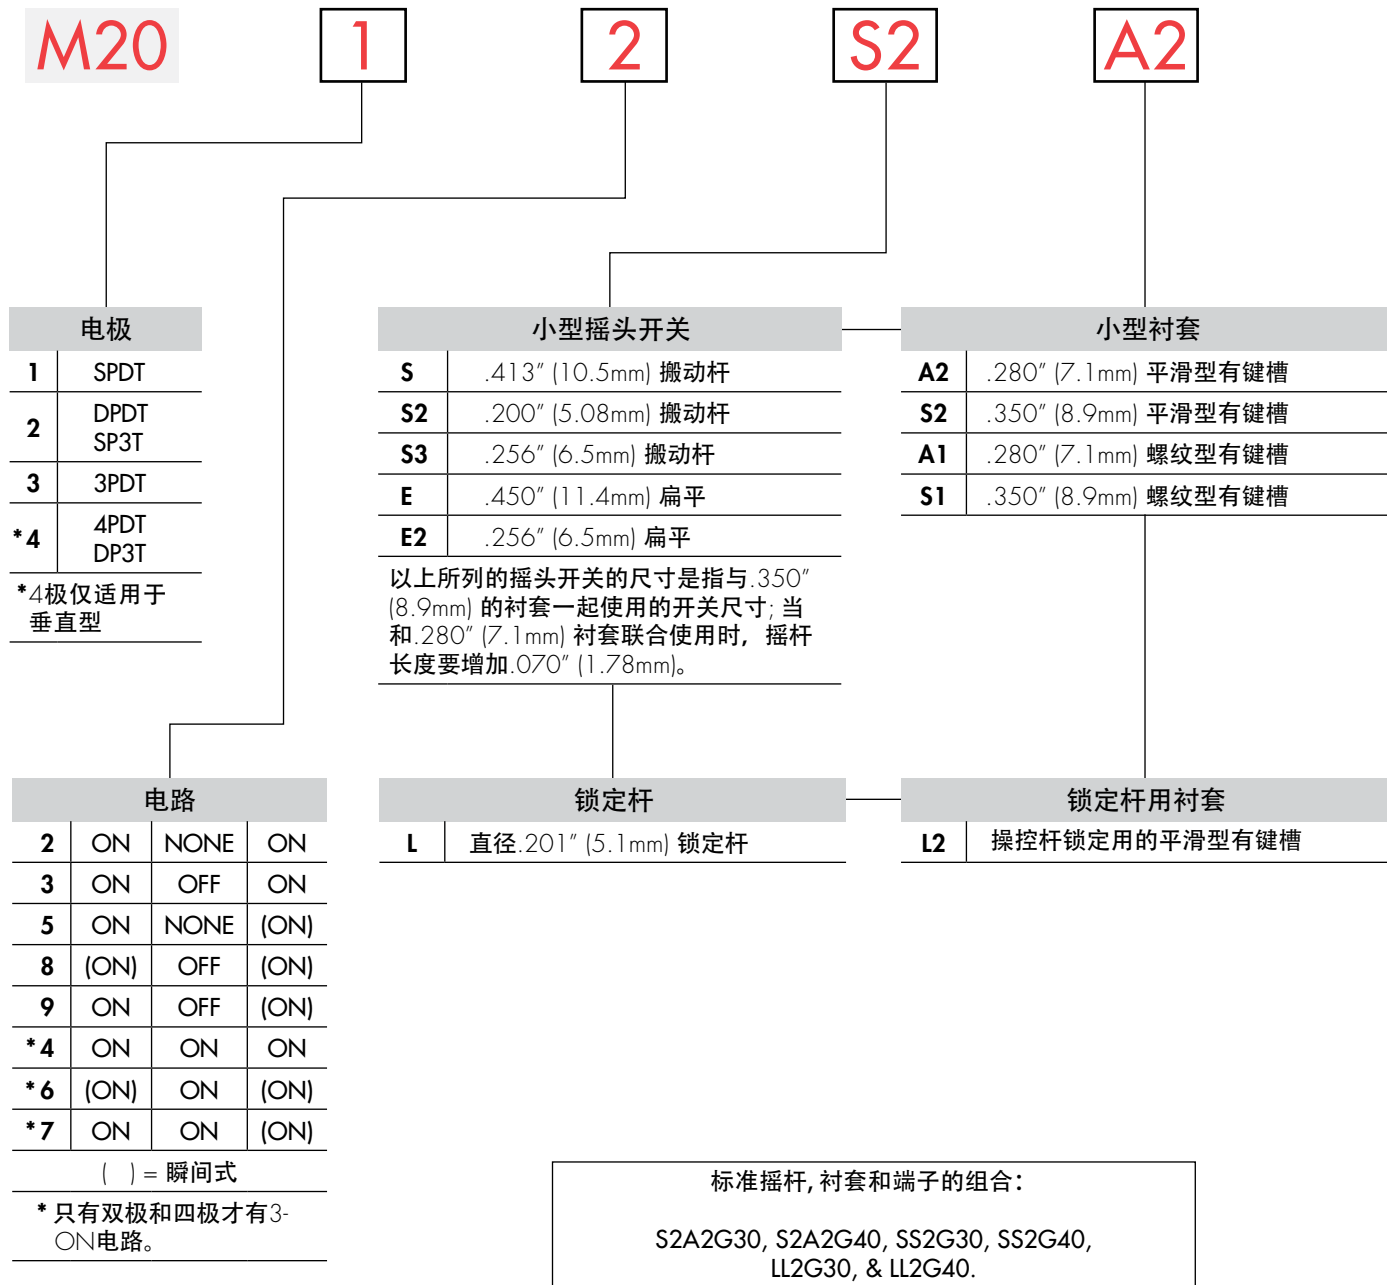 M20 1 2 S2 A2
电极
1 SPDT
2 DPDT
SP3T
3 3PDT
*4 4PDT
DP3T
*4极仅适用于
垂直型
小型摇头开关
S .413" (10.5mm) 搬动杆
S2 .200" (5.08mm) 搬动杆
S3 .256" (6.5mm) 搬动杆
E .450" (11.4mm) 扁平
E2 .256" (6.5mm) 扁平
以上所列的摇头开关的尺寸是指与.350"
(8.9mm) 的衬套一起使用的开关尺寸; 当
和.280" (7.1mm) 衬套联合使用时, 摇杆
长度要增加.070" (1.78mm)。
小型衬套
A2 .280" (7.1mm) 平滑型有键槽
S2 .350" (8.9mm) 平滑型有键槽
A1 .280" (7.1mm) 螺纹型有键槽
S1 .350" (8.9mm) 螺纹型有键槽
电路
2 ON NONE ON
3 ON OFF ON
5 ON NONE (ON)
8 (ON) OFF (ON)
9 ON OFF (ON)
*4 ON ON ON
*6 (ON) ON (ON)
*7 ON ON (ON)
( ) = 瞬间式
* 只有双极和四极才有3-
ON电路。
锁定杆
L 直径.201" (5.1mm) 锁定杆
锁定杆用衬套
L2 操控杆锁定用的平滑型有键槽
标准摇杆, 衬套和端子的组合:
S2A2G30, S2A2G40, SS2G30, SS2G40,
LL2G30, & LL2G40.